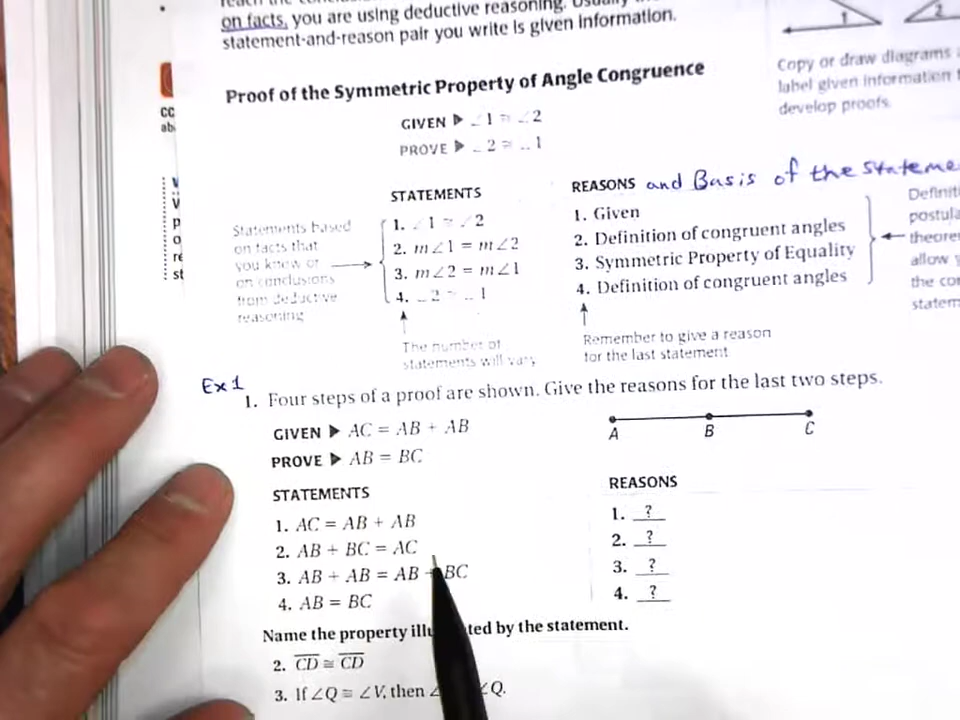 on facts, you are using deductive reasoning. Usually
statement-and-reason pair you write is given information.
1
2
Copy or draw diagrams
label given information
develop proofs.
Proof of the Symmetric Property of Angle Congruence
GIVEN ▶ ∠1 ≅ ∠2
PROVE ▶ ∠2 ≅ ∠1
STATEMENTS
REASONS and Basis of the
Statements based
on facts that
you know or
on conclusions
from deductive
reasoning
1. ∠1 ≅ ∠2
2. m∠1 = m∠2
3. m∠2 = m∠1
4. ∠2 ≅ ∠1
1. Given
2. Definition of congruent angles
3. Symmetric Property of Equality
4. Definition of congruent angles
allow
the
The number of
statements will vary.
Remember to give a reason
for the last statement
Ex 1
1. Four steps of a proof are shown. Give the reasons for the last two steps.
GIVEN ▶ AC = AB + AB
PROVE ▶ AB = BC
A B C
STATEMENTS
REASONS
1. AC = AB + AB
2. AB + BC = AC
3. AB + AB = AB + BC
4. AB = BC
1. ?
2. ?
3. ?
4. ?
Name the property illustrated by the statement.
2. C̅D̅ ≅ C̅D̅
3. If ∠Q ≅ ∠V, then ∠ ∠Q.